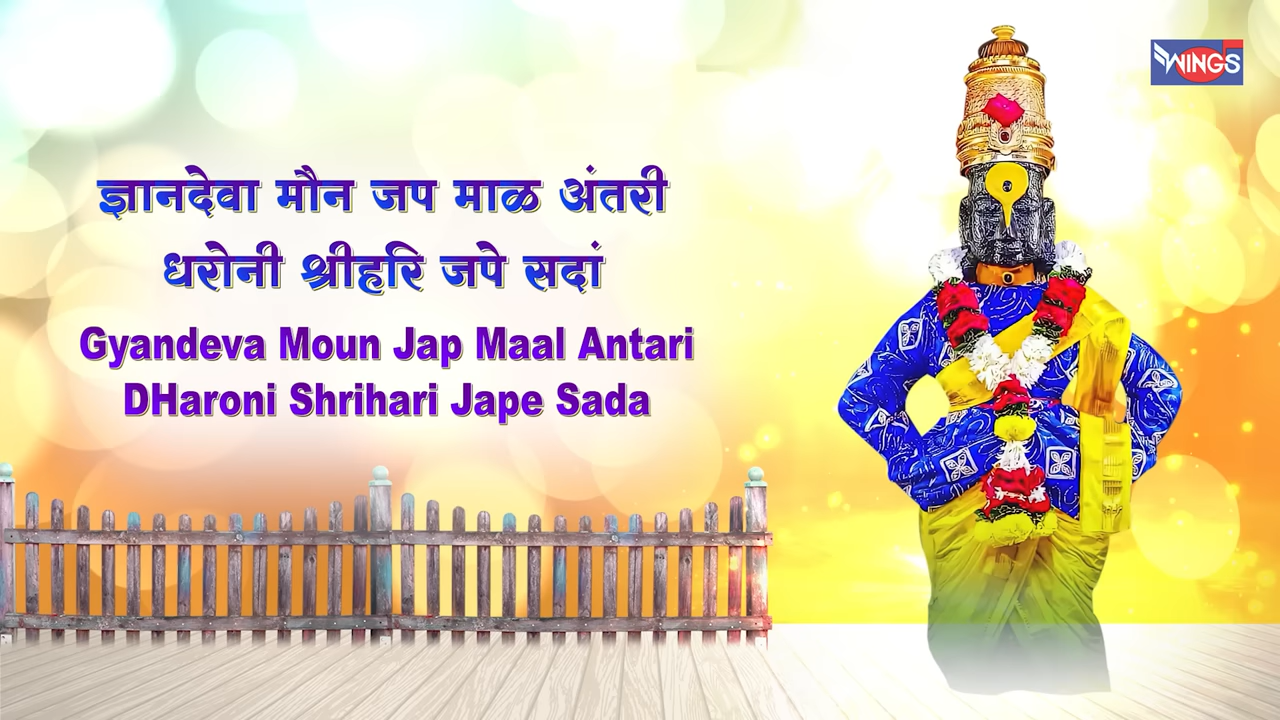 ज्ञानदेवा मौन जप माळ अंतरी
धरोनी श्रीहरि जपे सदां
Gyandeva Moun Jap Maal Antari
DHaroni Shrihari Jape Sada
WINGS